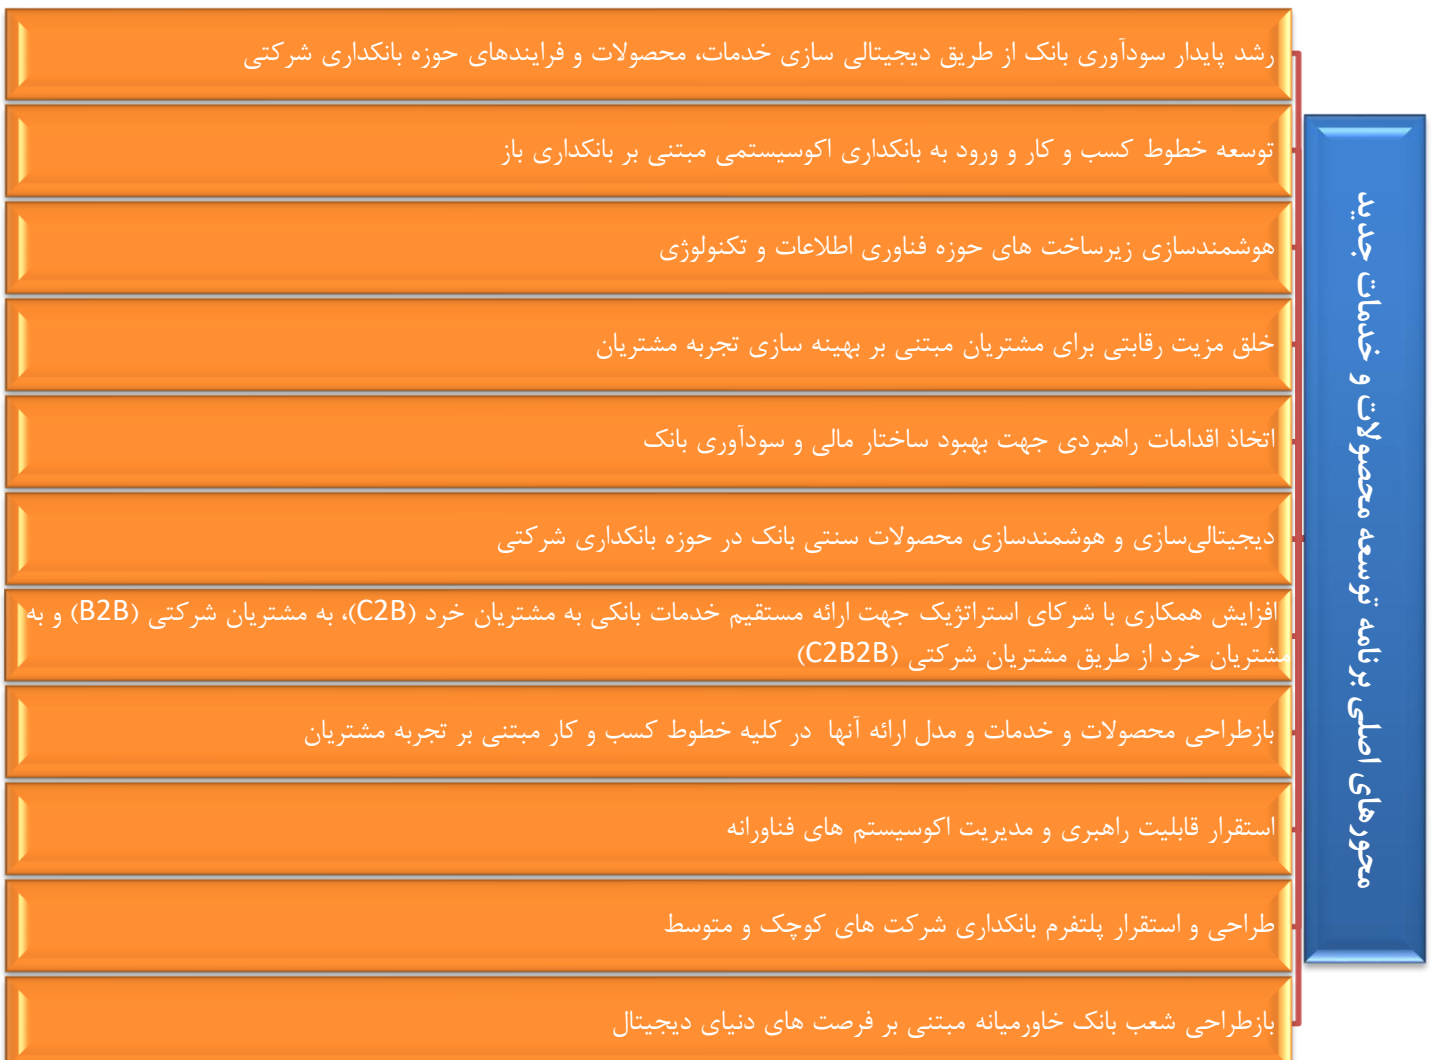 محورهای اصلی برنامه توسعه محصولات و خدمات جدید
رشد پایدار سودآوری بانک از طریق دیجیتالی سازی خدمات، محصولات و فرایندهای حوزه بانکداری شرکتی
توسعه خطوط کسب و کار و ورود به بانکداری اکوسیستمی مبتنی بر بانکداری باز
هوشمندسازی زیرساخت های حوزه فناوری اطلاعات و تکنولوژی
خلق مزیت رقابتی برای مشتریان مبتنی بر بهینه سازی تجربه مشتریان
اتخاذ اقدامات راهبردی جهت بهبود ساختار مالی و سودآوری بانک
دیجیتالی‌سازی و هوشمندسازی محصولات سنتی بانک در حوزه بانکداری شرکتی
افزایش همکاری با شرکای استراتژیک جهت ارائه مستقیم خدمات بانکی به مشتریان خرد (C2B)، به مشتریان شرکتی (B2B) و به
مشتریان خرد از طریق مشتریان شرکتی (C2B2B)
بازطراحی محصولات و خدمات و مدل ارائه آنها در کلیه خطوط کسب و کار مبتنی بر تجربه مشتریان
استقرار قابلیت راهبری و مدیریت اکوسیستم های فناورانه
طراحی و استقرار پلتفرم بانکداری شرکت های کوچک و متوسط
بازطراحی شعب بانک خاورمیانه مبتنی بر فرصت های دنیای دیجیتال